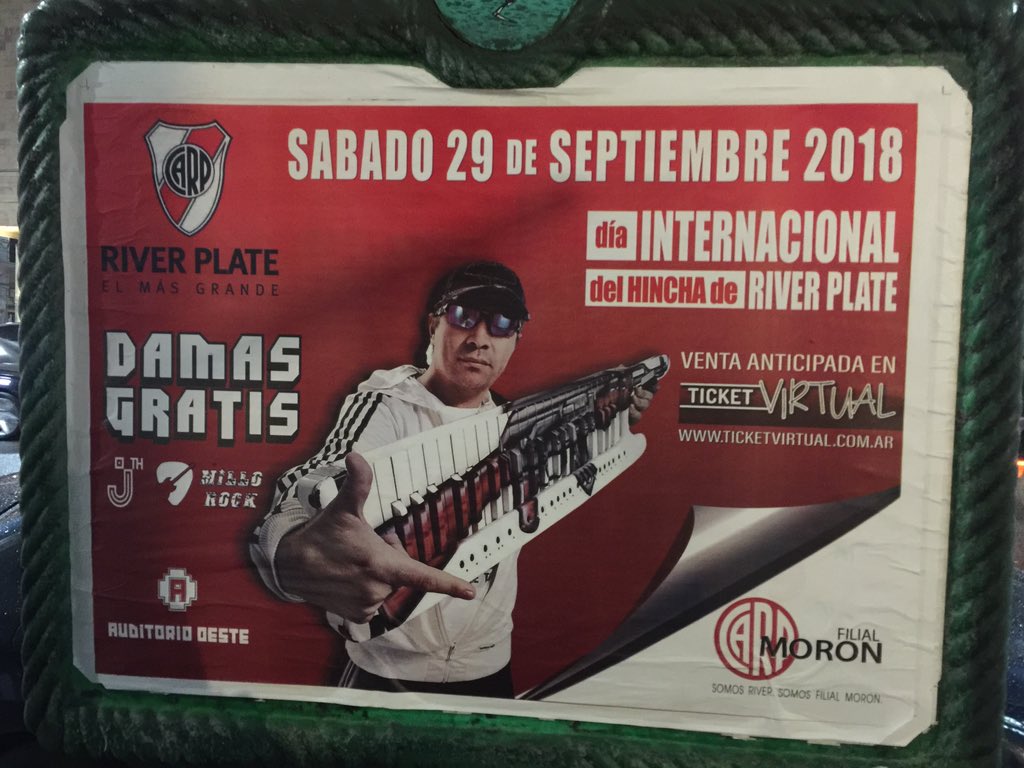 CARP
RIVER PLATE
EL MÁS GRANDE
SABADO 29 DE SEPTIEMBRE 2018
día INTERNACIONAL
del HINCHA de RIVER PLATE
DAMAS
GRATIS
JTH
MILLO
ROCK
VENTA ANTICIPADA EN
TICKET VIRTUAL
WWW.TICKETVIRTUAL.COM.AR
A
AUDITORIO OESTE
CARP
FILIAL
MORON
SOMOS RIVER. SOMOS FILIAL MORON.